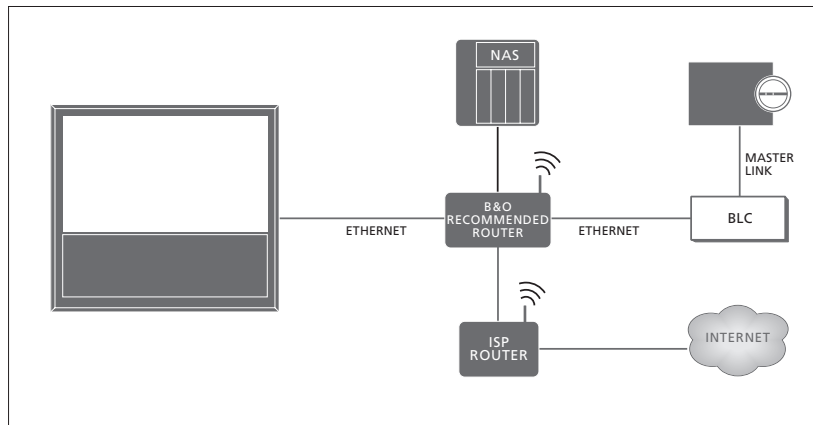 NAS
MASTER
LINK
B&O
RECOMMENDED
ROUTER
ETHERNET
ETHERNET
BLC
ISP
ROUTER
INTERNET